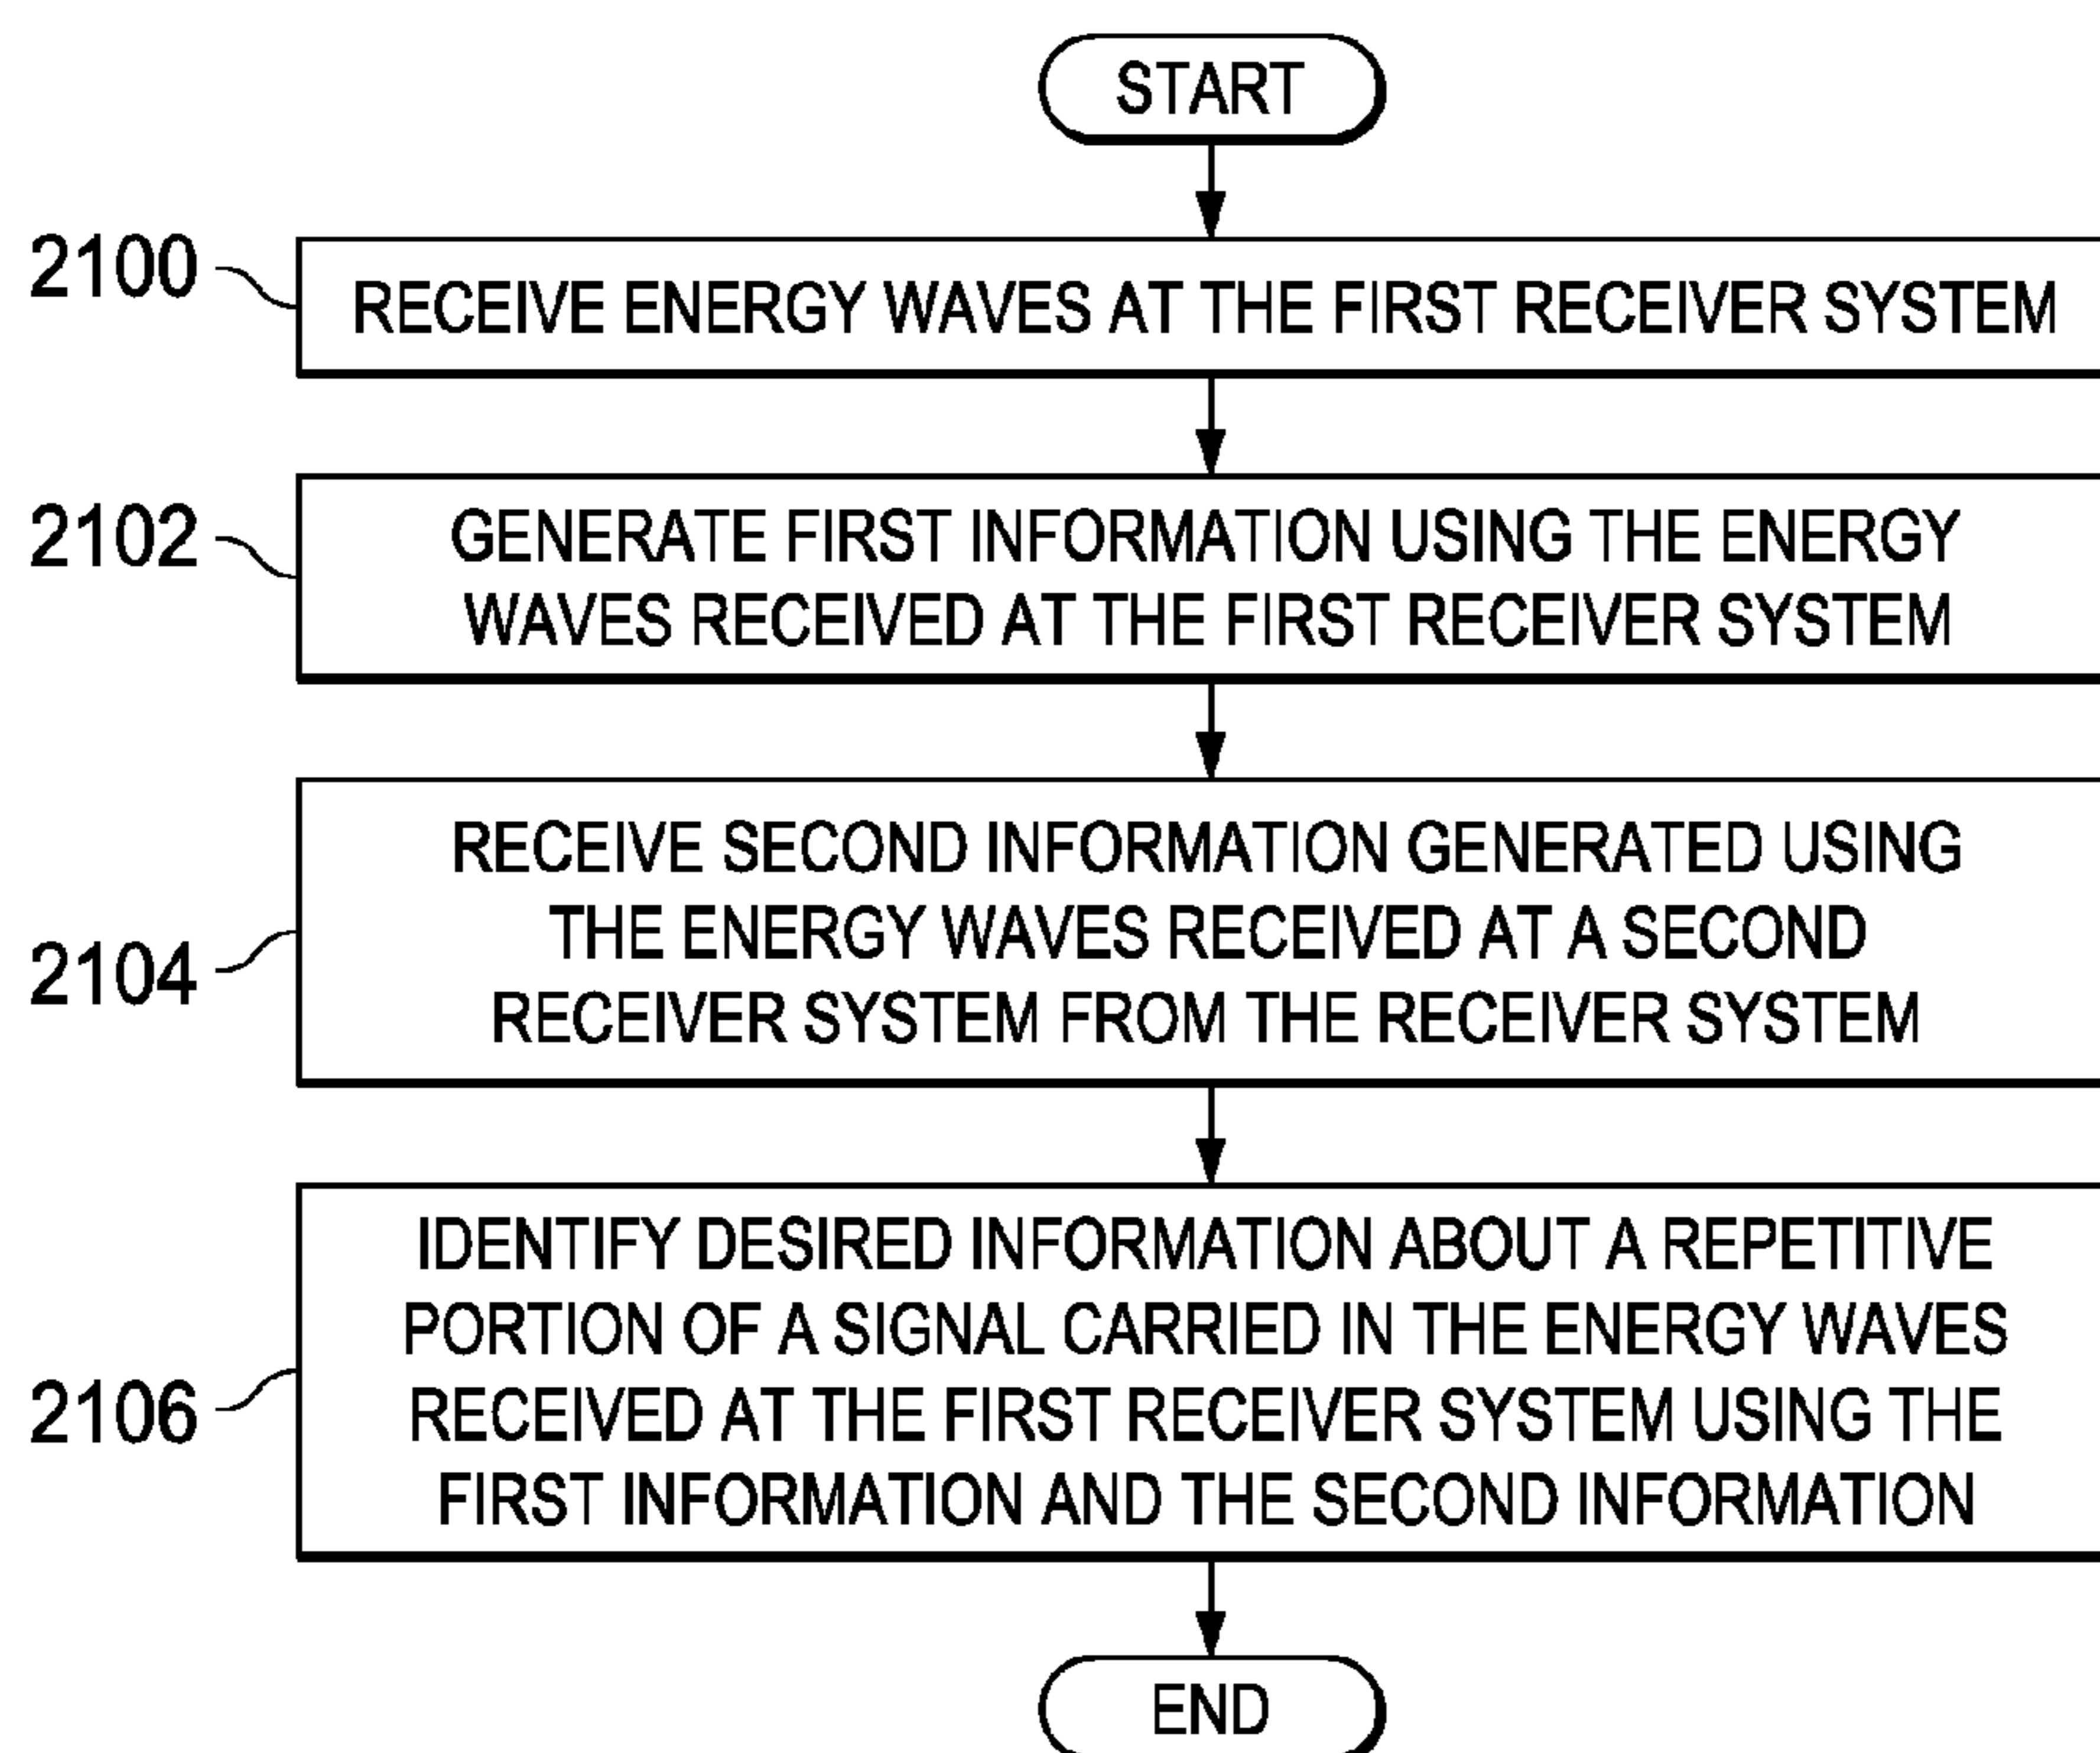 START
2100
RECEIVE ENERGY WAVES AT THE FIRST RECEIVER SYSTEM
2102
GENERATE FIRST INFORMATION USING THE ENERGY
WAVES RECEIVED AT THE FIRST RECEIVER SYSTEM
2104
RECEIVE SECOND INFORMATION GENERATED USING
THE ENERGY WAVES RECEIVED AT A SECOND
RECEIVER SYSTEM FROM THE RECEIVER SYSTEM
2106
IDENTIFY DESIRED INFORMATION ABOUT A REPETITIVE
PORTION OF A SIGNAL CARRIED IN THE ENERGY WAVES
RECEIVED AT THE FIRST RECEIVER SYSTEM USING THE
FIRST INFORMATION AND THE SECOND INFORMATION
END